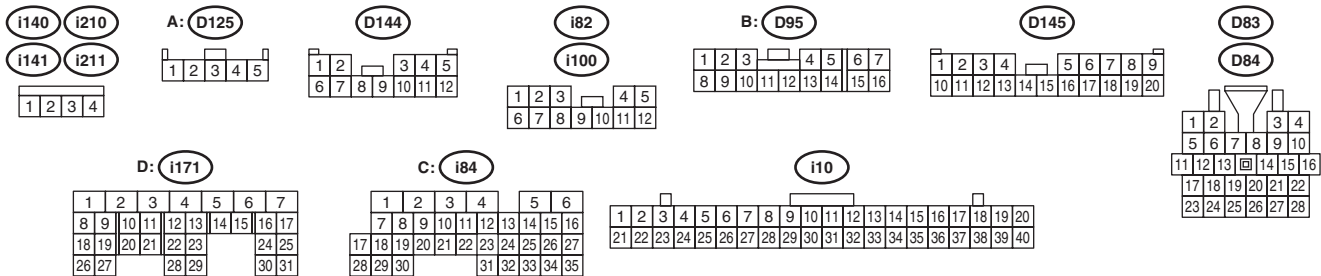 i140 i210
i141 i211
1 2 3 4
A: D125
1 2 3 4 5
D144
1 2 3 4 5
6 7 8 9 10 11 12
i82
i100
1 2 3 4 5
6 7 8 9 10 11 12
B: D95
1 2 3 4 5 6 7
8 9 10 11 12 13 14 15 16
D145
1 2 3 4 5 6 7 8 9
10 11 12 13 14 15 16 17 18 19 20
D83
D84
1 2 3 4
5 6 7 8 9 10
11 12 13 14 15 16
17 18 19 20 21 22
23 24 25 26 27 28
D: i171
1 2 3 4 5 6 7
8 9 10 11 12 13 14 15 16 17
18 19 20 21 22 23 24 25
26 27 28 29 30 31
C: i84
1 2 3 4 5 6
7 8 9 10 11 12 13 14 15 16
17 18 19 20 21 22 23 24 25 26 27
28 29 30 31 32 33 34 35
i10
1 2 3 4 5 6 7 8 9 10 11 12 13 14 15 16 17 18 19 20
21 22 23 24 25 26 27 28 29 30 31 32 33 34 35 36 37 38 39 40